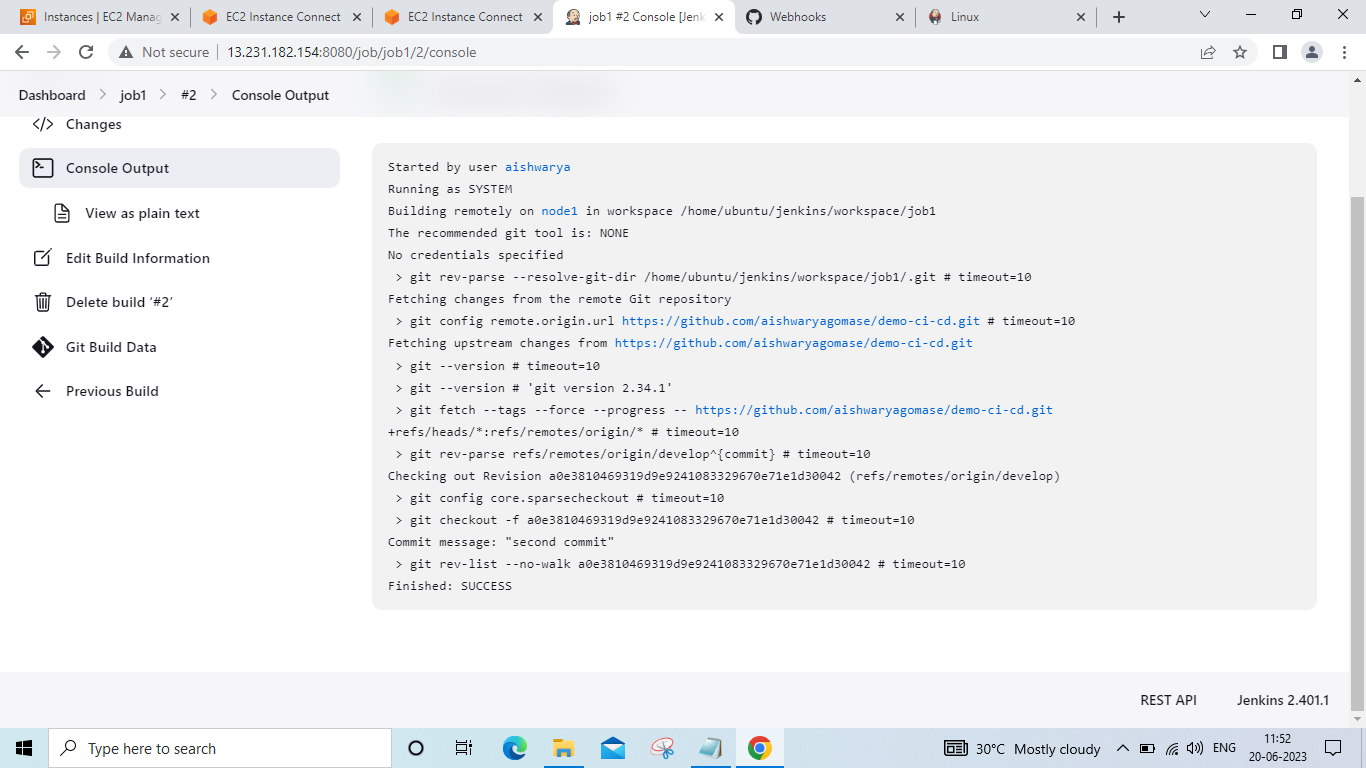 Instances | EC2 Manag
EC2 Instance Connect
EC2 Instance Connect
job1 #2 Console [Jenk
Webhooks
Linux
Not secure
13.231.182.154:8080/job/job1/2/console
Dashboard
job1
#2
Console Output
Changes
Console Output
View as plain text
Edit Build Information
Delete build ‘#2’
Git Build Data
Previous Build
Started by user aishwarya
Running as SYSTEM
Building remotely on node1 in workspace /home/ubuntu/jenkins/workspace/job1
The recommended git tool is: NONE
No credentials specified
> git rev-parse --resolve-git-dir /home/ubuntu/jenkins/workspace/job1/.git # timeout=10
Fetching changes from the remote Git repository
> git config remote.origin.url https://github.com/aishwaryagomase/demo-ci-cd.git # timeout=10
Fetching upstream changes from https://github.com/aishwaryagomase/demo-ci-cd.git
> git --version # timeout=10
> git --version # 'git version 2.34.1'
> git fetch --tags --force --progress -- https://github.com/aishwaryagomase/demo-ci-cd.git
+refs/heads/*:refs/remotes/origin/* # timeout=10
> git rev-parse refs/remotes/origin/develop^{commit} # timeout=10
Checking out Revision a0e3810469319d9e9241083329670e71e1d30042 (refs/remotes/origin/develop)
> git config core.sparsecheckout # timeout=10
> git checkout -f a0e3810469319d9e9241083329670e71e1d30042 # timeout=10
Commit message: "second commit"
> git rev-list --no-walk a0e3810469319d9e9241083329670e71e1d30042 # timeout=10
Finished: SUCCESS
REST API
Jenkins 2.401.1
Type here to search
30°C Mostly cloudy
ENG
11:52
20-06-2023